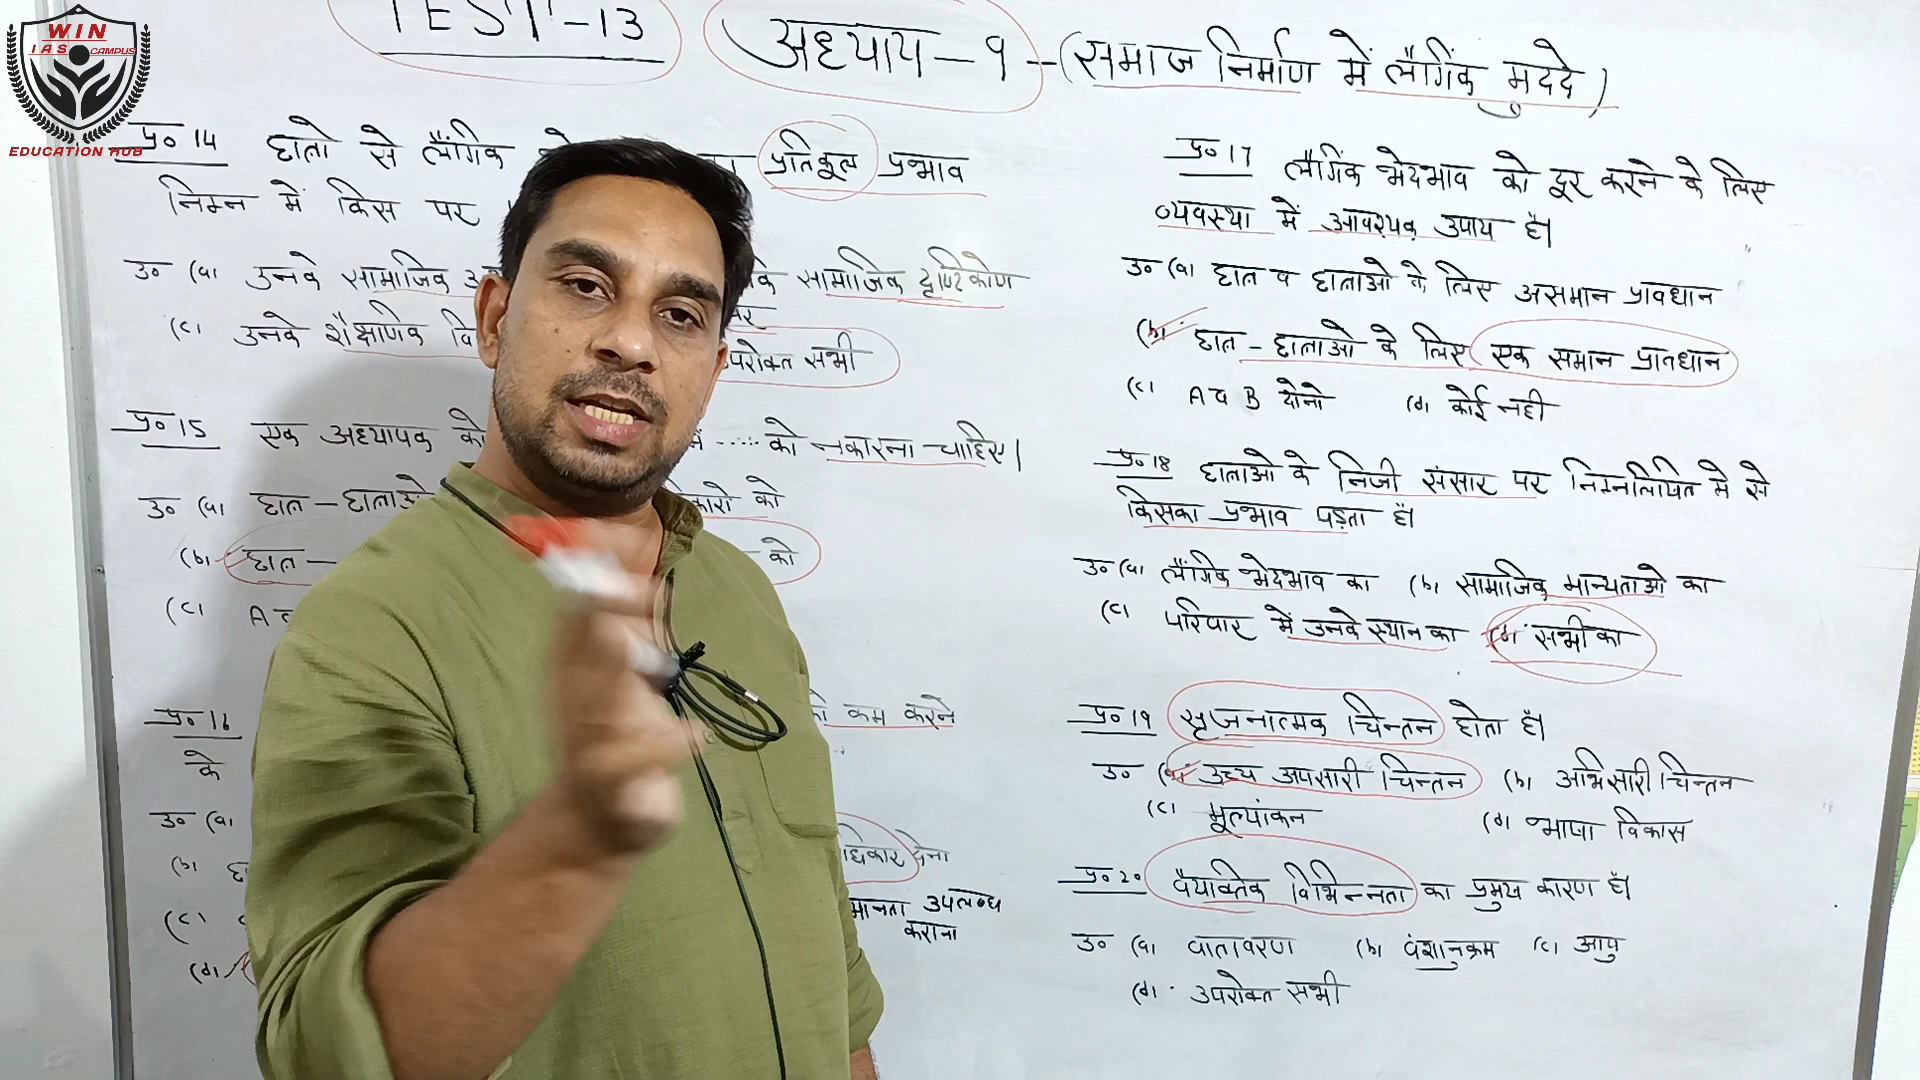 WIN
IAS CAMPUS
EDUCATION HUB
TEST-13
अध्याय - 9 - (समाज निर्माण में लैंगिक मुददे)
प्र० 14 छात्रो से लैंगिक प्रतिकूल प्रभाव
निम्न में किस पर
उ० (a) उनके सामाजिक के सामाजिक दृष्टिकोण
पर
(c) उनके शैक्षणिक उपरोक्त सभी
प्र० 15 एक अध्यापक को में ...... को नकारना चाहिए।
उ० (a) छात्र - छात्राओ को
(b) छात्र - को
(c) A
प्र० 16 को कम करने
के
उ० (a)
(b) देना
(c) उपलब्ध
कराना
(d)
प्र० 17 लैंगिक भेदभाव को दूर करने के लिए
व्यवस्था में आवश्यक उपाय है।
उ० (a) छात्र व छात्राओ के लिए असमान प्रावधान
(b) छात्र - छात्राओ के लिए एक समान प्रावधान
(c) A व B दोनो (d) कोई नही
प्र० 18 छात्राओ के निजी संसार पर निम्नलिखित मे से
किसका प्रभाव पड़ता है।
उ० (a) लैंगिक भेदभाव का (b) सामाजिक मान्यताओ का
(c) परिवार में उनके स्थान का (d) सभी का
प्र० 19 सृजनात्मक चिन्तन होता है।
उ० (a) उच्च अपसारी चिन्तन (b) अभिसारी चिन्तन
(c) मूल्यांकन (d) भाषा विकास
प्र० 20 वैयक्तिक विभिन्नता का प्रमुख कारण है।
उ० (a) वातावरण (b) वंशानुक्रम (c) आयु
(d) उपरोक्त सभी